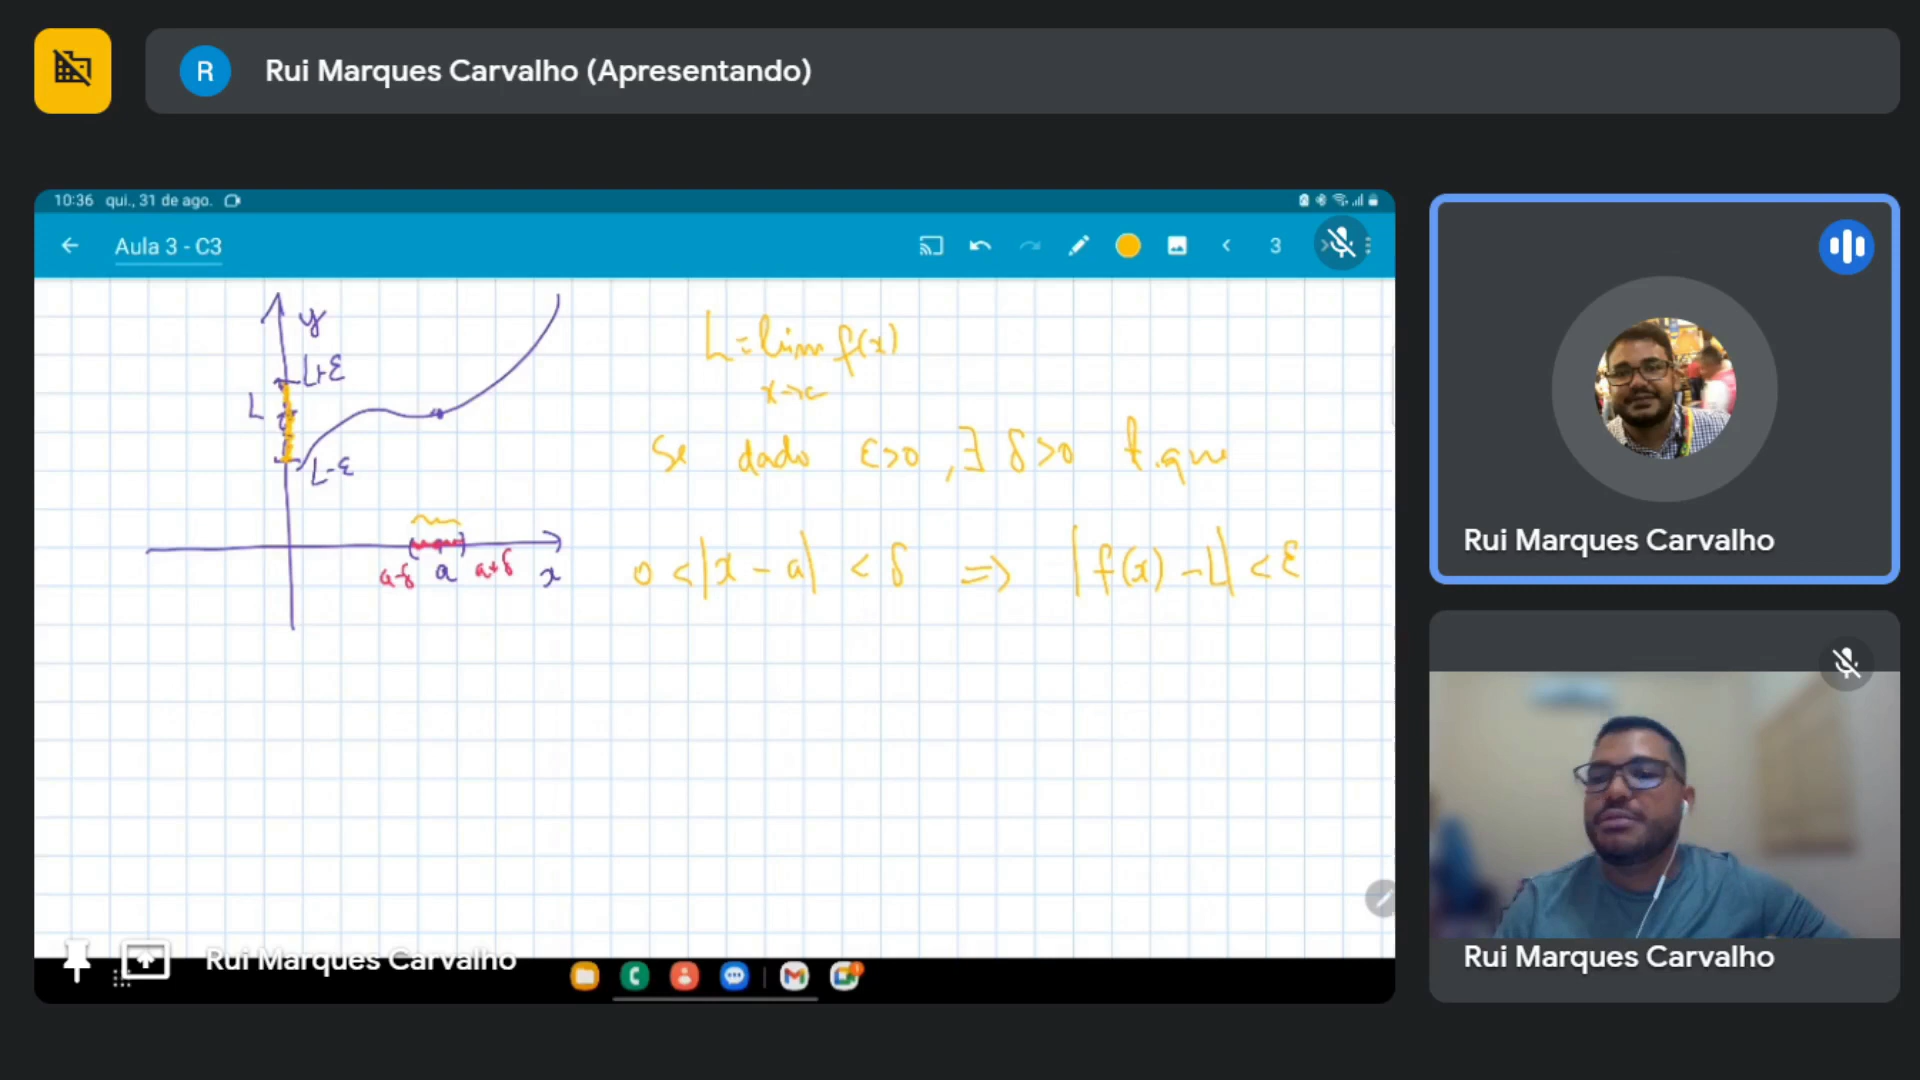 R Rui Marques Carvalho (Apresentando)
10:36 qui., 31 de ago.
Aula 3 - C3
3
y
L+ε
L
L-ε
a-δ a a+δ x
L = lim f(x)
x→a
Se dado ε>0, ∃ δ>0 t.que
0 < |x - a| < δ => |f(x) - L| < ε
Rui Marques Carvalho
Rui Marques Carvalho
Rui Marques Carvalho